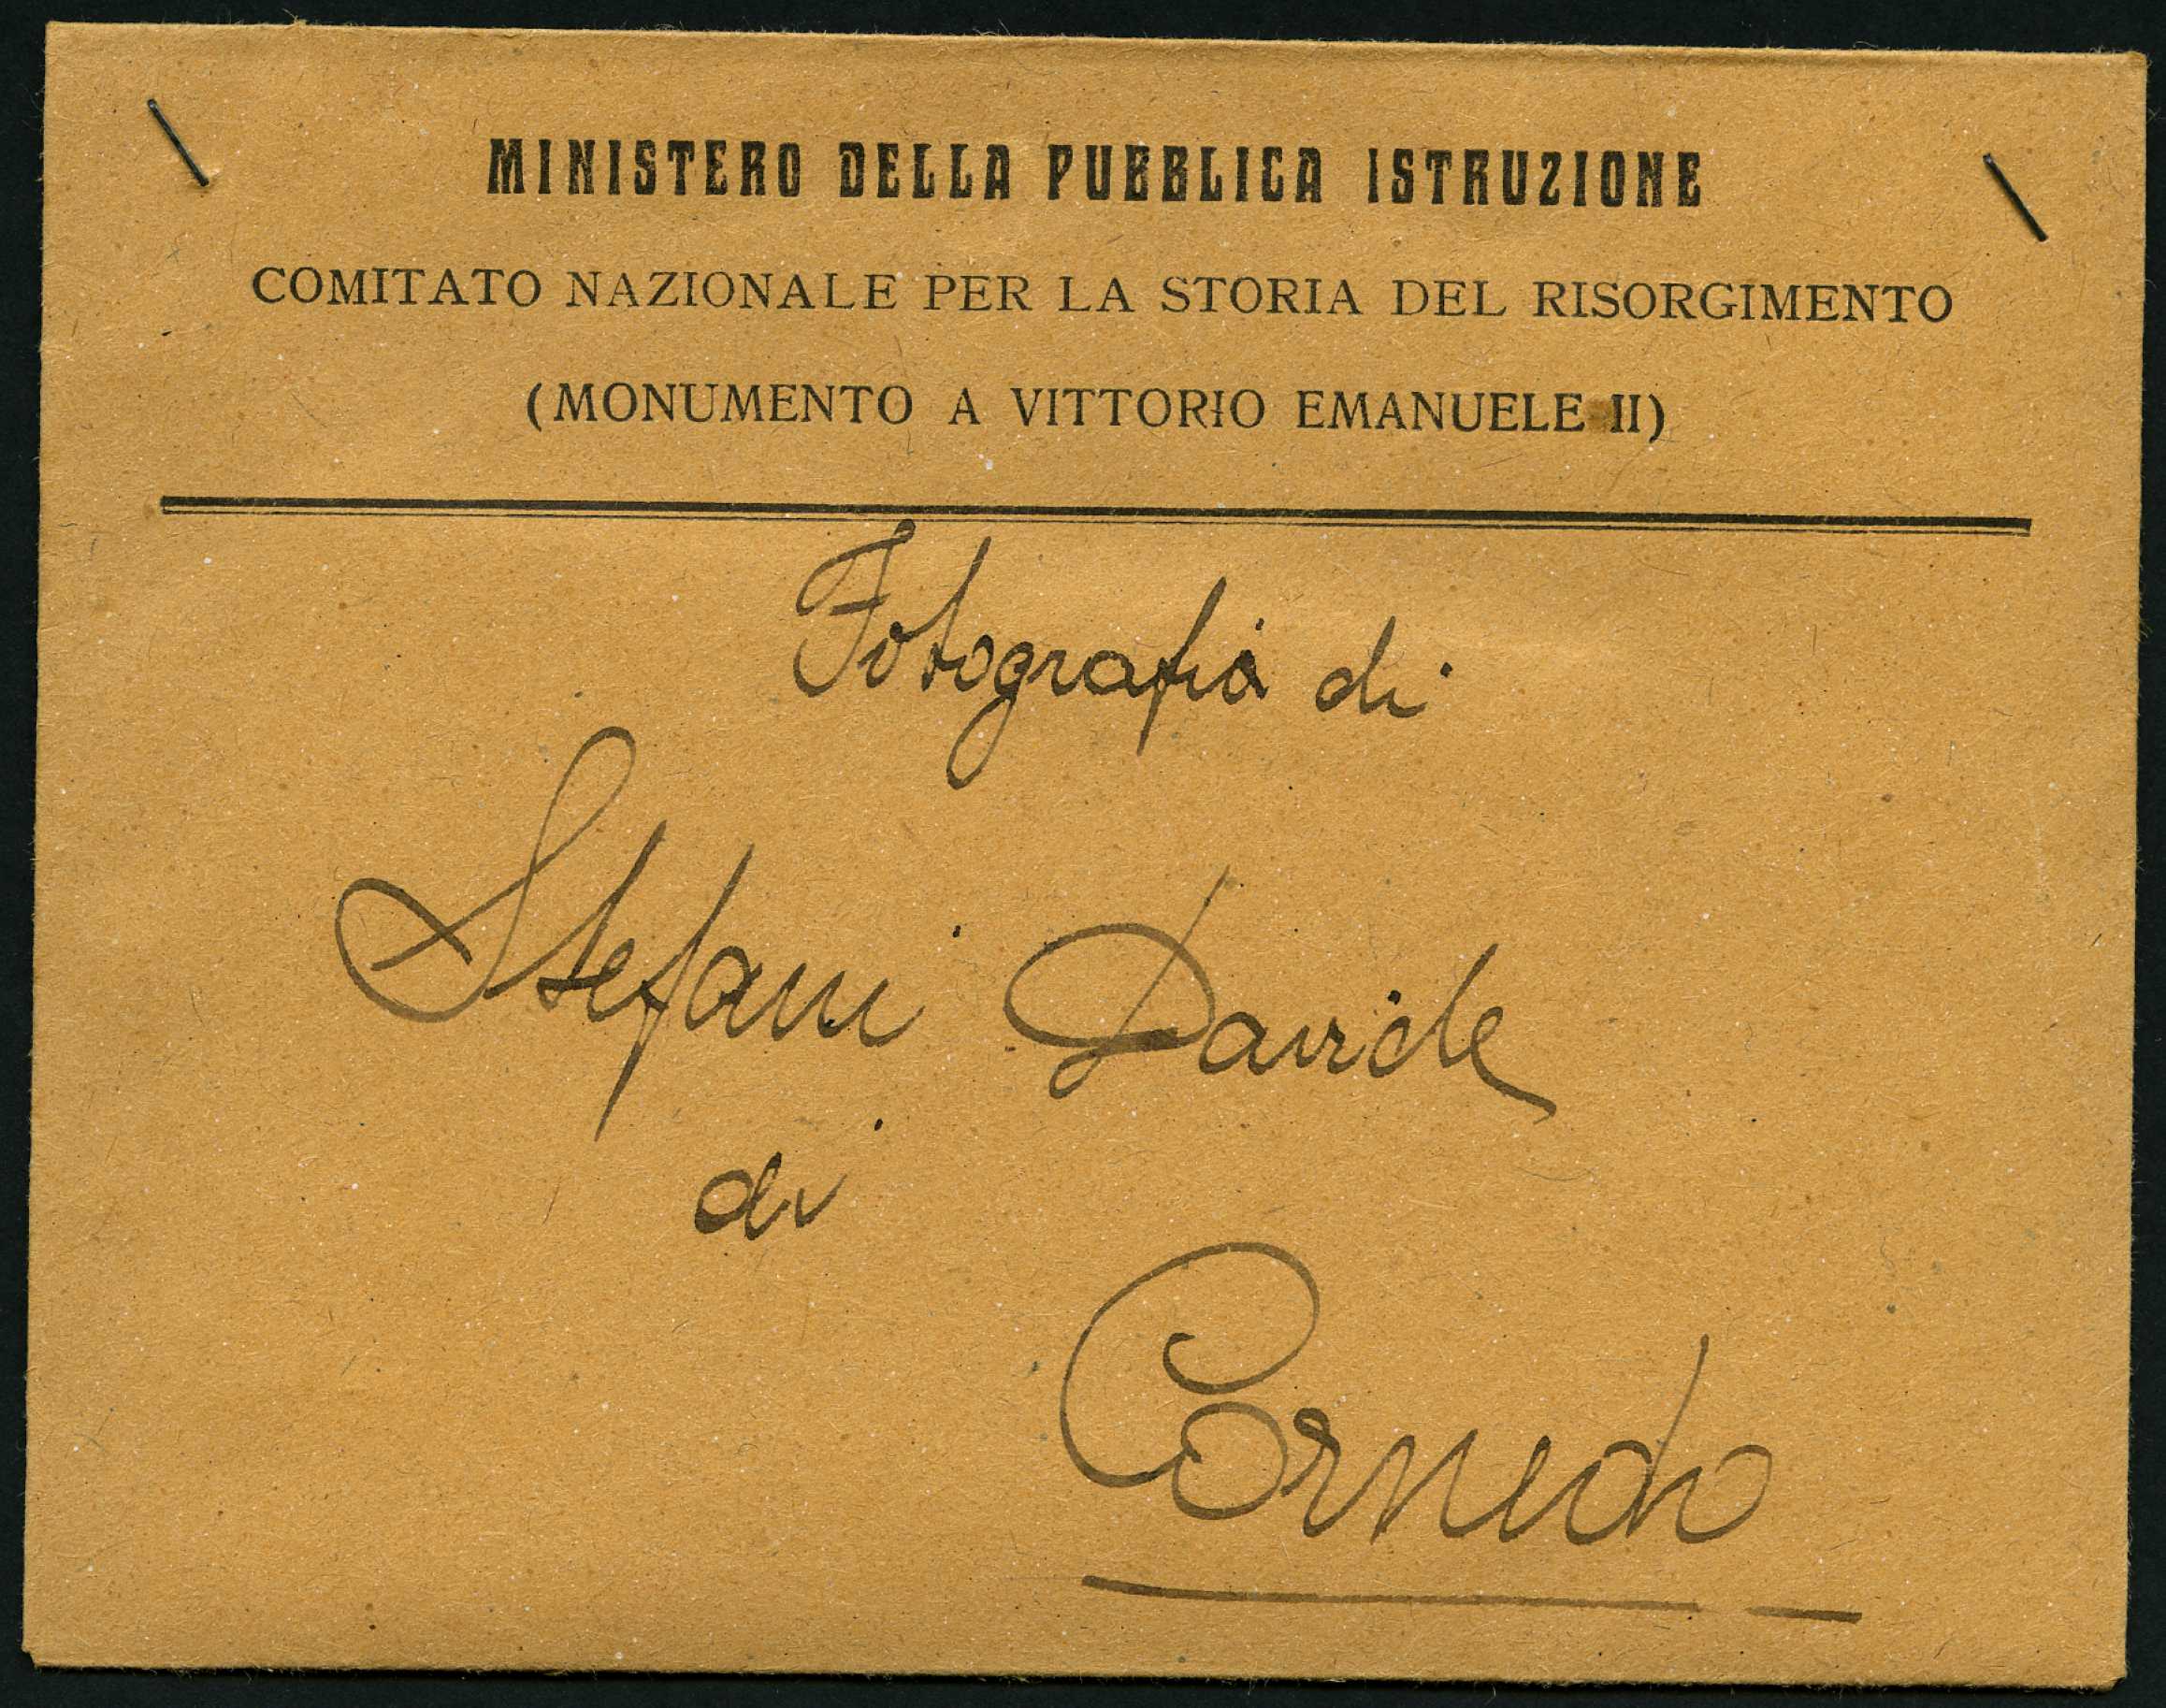 MINISTERO DELLA PUBBLICA ISTRUZIONE
COMITATO NAZIONALE PER LA STORIA DEL RISORGIMENTO
(MONUMENTO A VITTORIO EMANUELE II)
Fotografia di
Stefani Davide
di
Cornedo